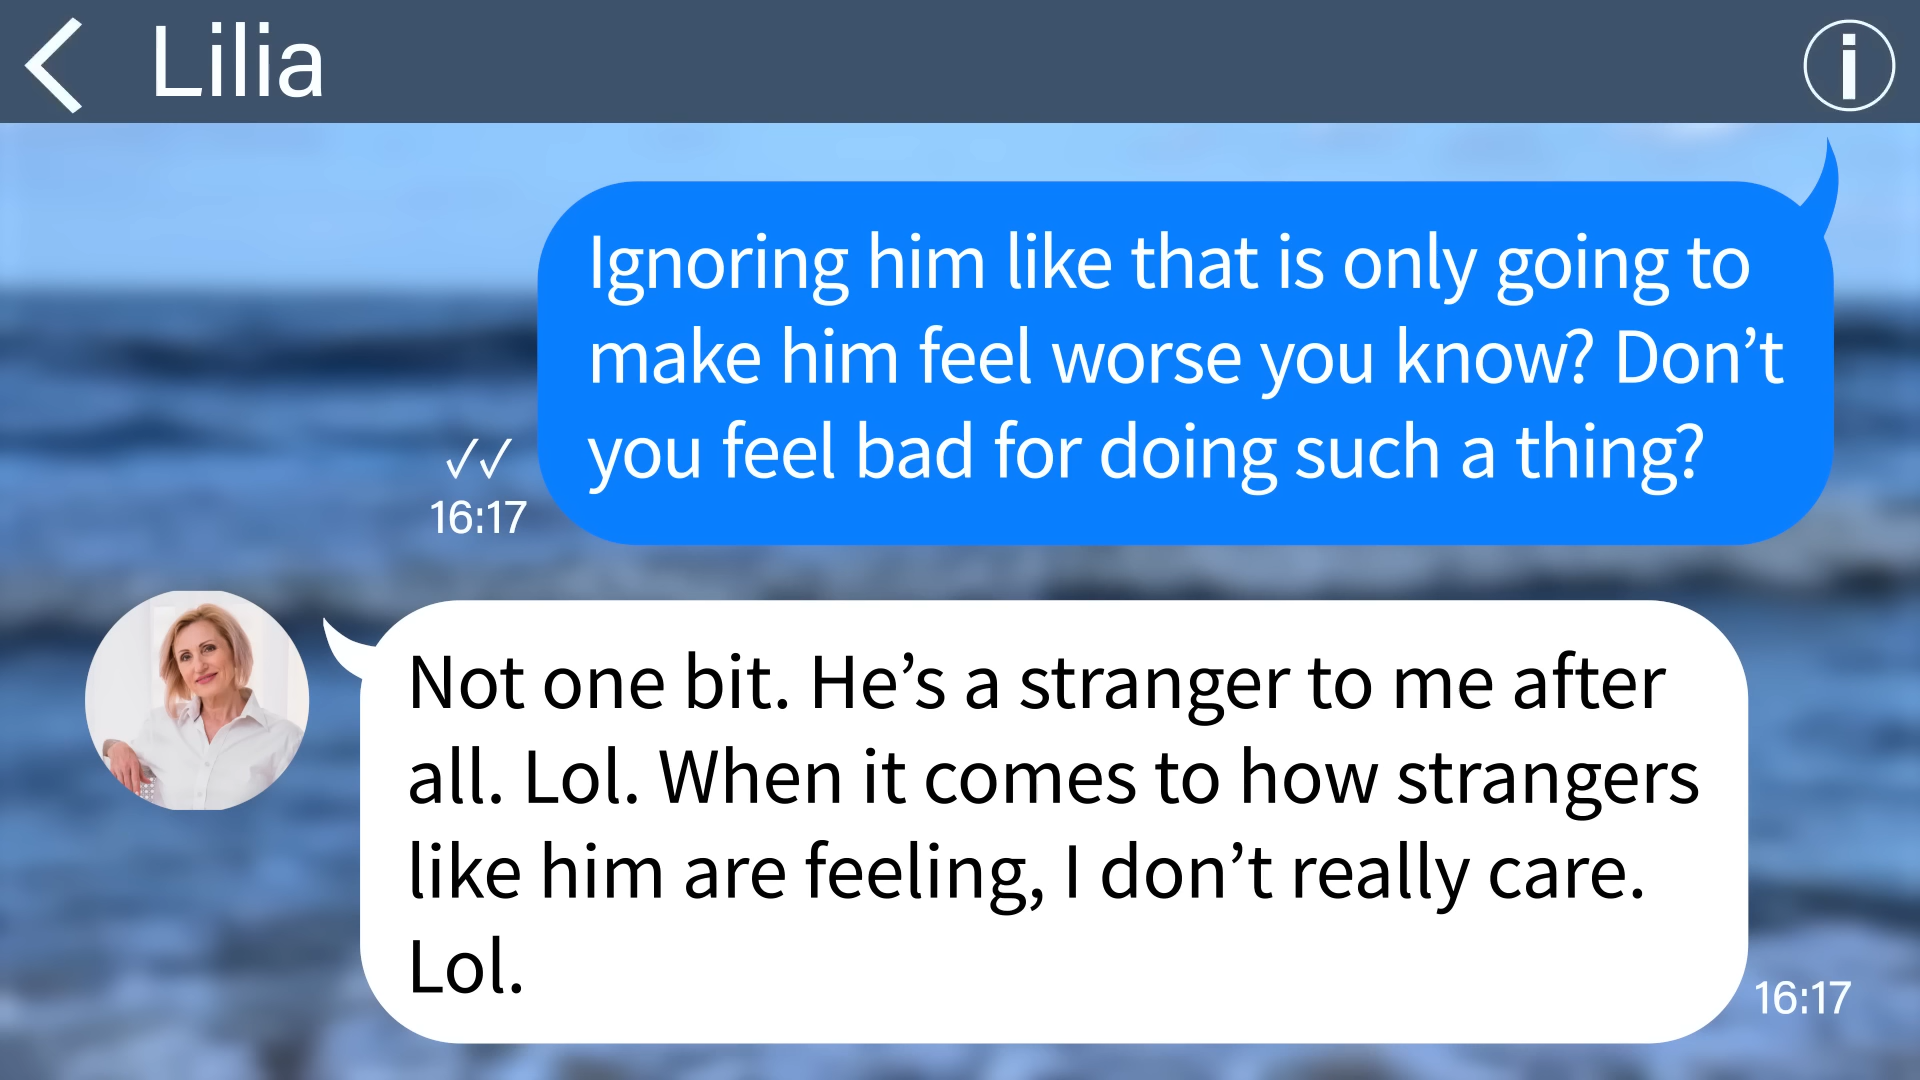 Lilia
Ignoring him like that is only going to
make him feel worse you know? Don’t
you feel bad for doing such a thing?
✓✓
16:17
Not one bit. He’s a stranger to me after
all. Lol. When it comes to how strangers
like him are feeling, I don’t really care.
Lol.
16:17